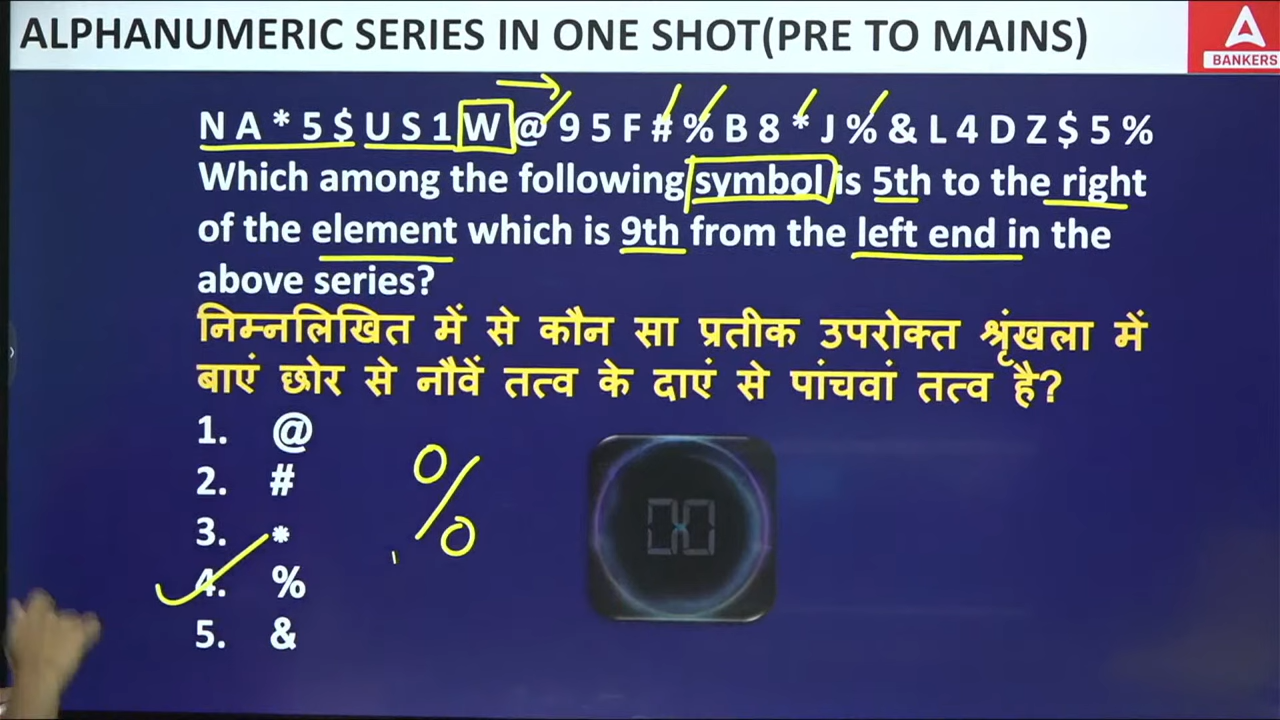 ALPHANUMERIC SERIES IN ONE SHOT(PRE TO MAINS)
BANKERS
N A * 5 $ U S 1 W @ 9 5 F # % B 8 * J % & L 4 D Z $ 5 %
Which among the following symbol is 5th to the right
of the element which is 9th from the left end in the
above series?
निम्नलिखित में से कौन सा प्रतीक उपरोक्त श्रृंखला में
बाएं छोर से नौवें तत्व के दाएं से पांचवां तत्व है?
1. @
2. #
3. *
4. %
5. &
%
00